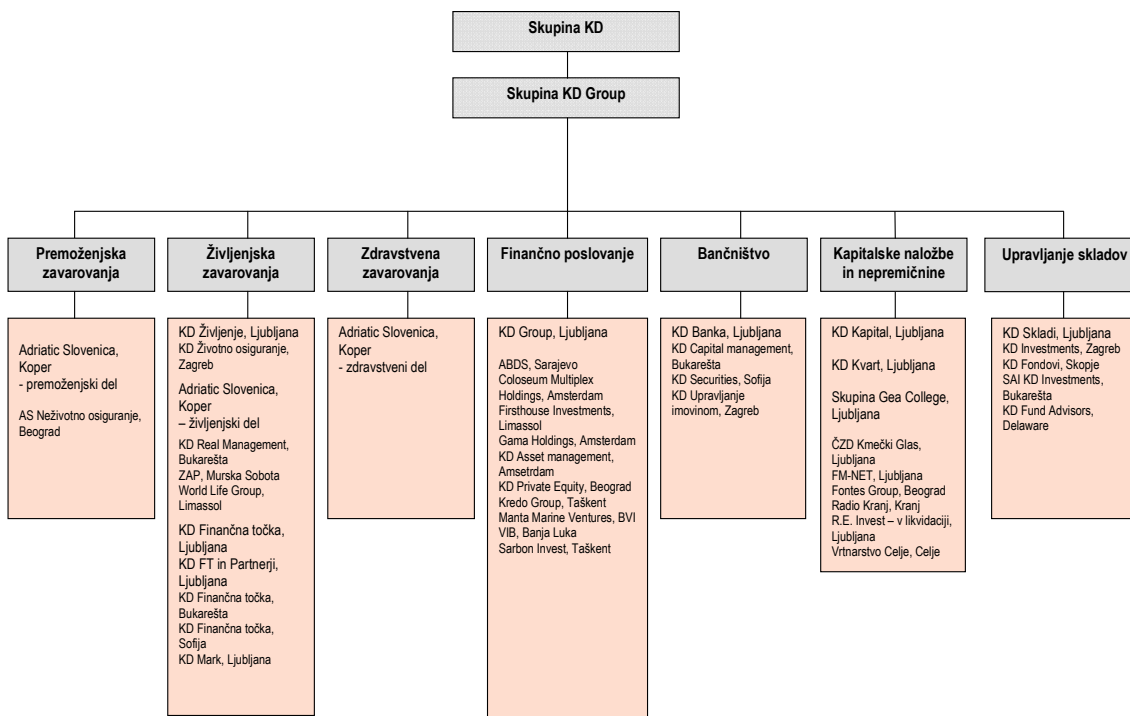 Skupina KD
Skupina KD Group
Premoženjska
zavarovanja
Adriatic Slovenica,
Koper
- premoženjski del
AS Neživotno osiguranje,
Beograd
Življenjska
zavarovanja
KD Življenje, Ljubljana
KD Životno osiguranje,
Zagreb
Adriatic Slovenica,
Koper
– življenjski del
KD Real Management,
Bukarešta
ZAP, Murska Sobota
World Life Group,
Limassol
KD Finančna točka,
Ljubljana
KD FT in Partnerji,
Ljubljana
KD Finančna točka,
Bukarešta
KD Finančna točka,
Sofija
KD Mark, Ljubljana
Zdravstvena
zavarovanja
Adriatic Slovenica,
Koper
- zdravstveni del
Finančno poslovanje
KD Group, Ljubljana
ABDS, Sarajevo
Coloseum Multiplex
Holdings, Amsterdam
Firsthouse Investments,
Limassol
Gama Holdings, Amsterdam
KD Asset management,
Amsetrdam
KD Private Equity, Beograd
Kredo Group, Taškent
Manta Marine Ventures, BVI
VIB, Banja Luka
Sarbon Invest, Taškent
Bančništvo
KD Banka, Ljubljana
KD Capital management,
Bukarešta
KD Securities, Sofija
KD Upravljanje
imovinom, Zagreb
Kapitalske naložbe
in nepremičnine
KD Kapital, Ljubljana
KD Kvart, Ljubljana
Skupina Gea College,
Ljubljana
ČZD Kmečki Glas,
Ljubljana
FM-NET, Ljubljana
Fontes Group, Beograd
Radio Kranj, Kranj
R.E. Invest – v likvidaciji,
Ljubljana
Vrtnarstvo Celje, Celje
Upravljanje skladov
KD Skladi, Ljubljana
KD Investments, Zagreb
KD Fondovi, Skopje
SAI KD Investments,
Bukarešta
KD Fund Advisors,
Delaware